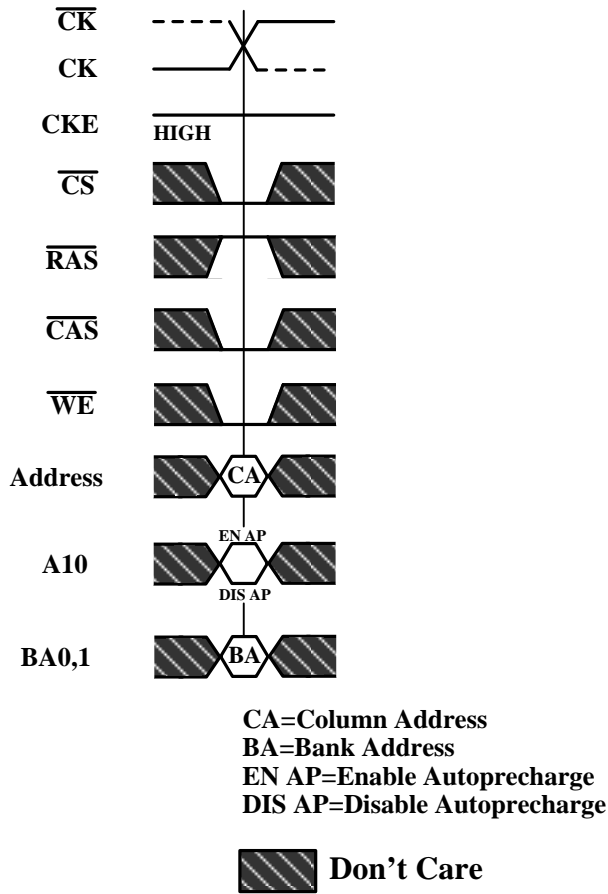 CK
CK
CKE
HIGH
CS
RAS
CAS
WE
Address
CA
EN AP
A10
DIS AP
BA0,1
BA
CA=Column Address
BA=Bank Address
EN AP=Enable Autoprecharge
DIS AP=Disable Autoprecharge
Don't Care